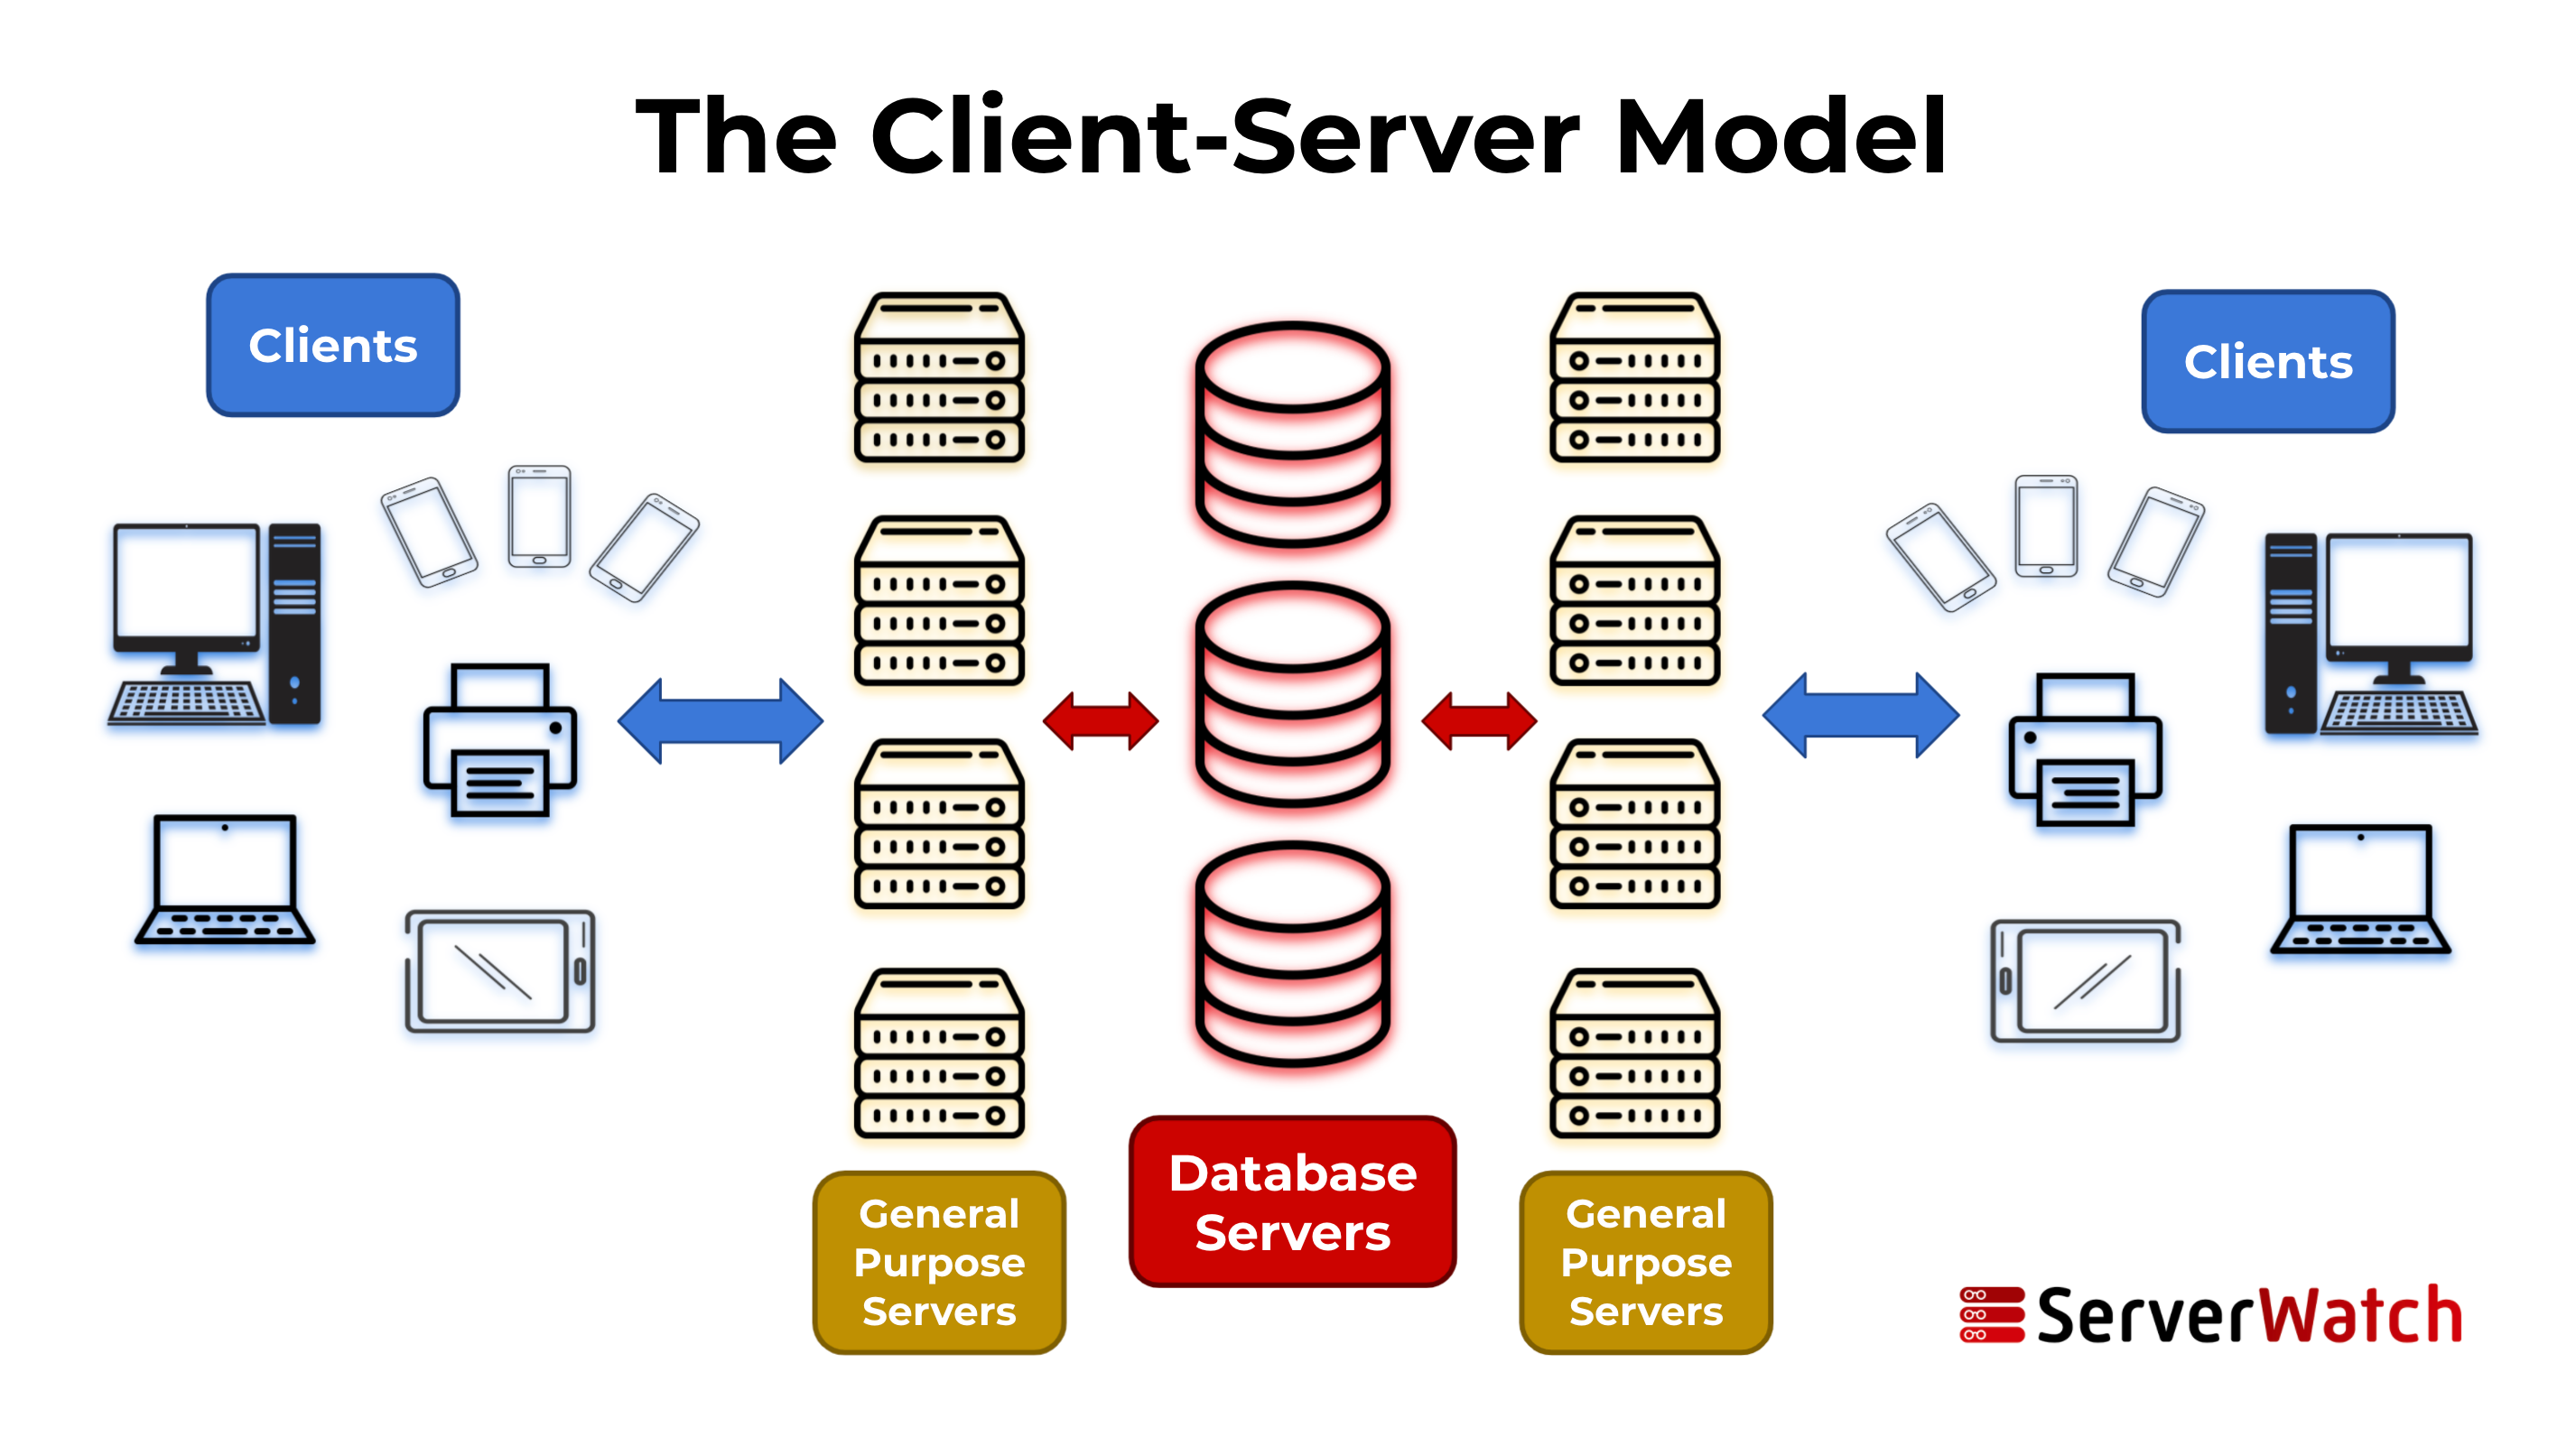 The Client-Server Model
Clients
Clients
General
Purpose
Servers
Database
Servers
General
Purpose
Servers
ServerWatch